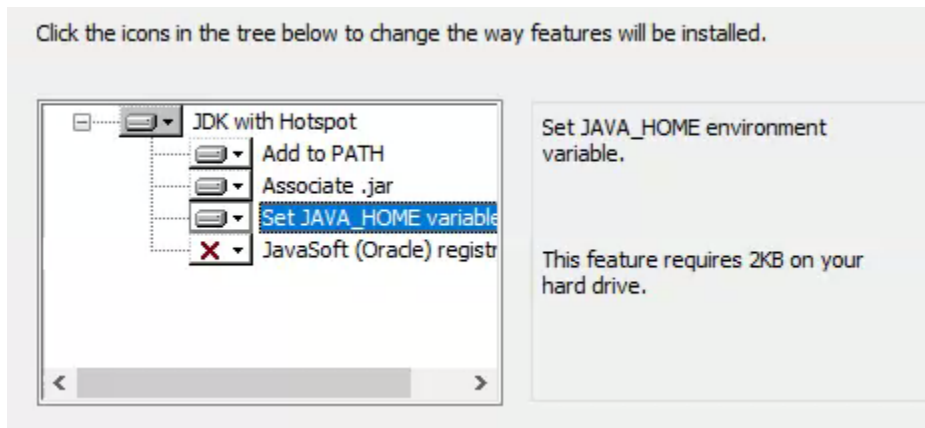 Click the icons in the tree below to change the way features will be installed.
JDK with Hotspot
Add to PATH
Associate .jar
Set JAVA_HOME variable
JavaSoft (Oracle) registr
Set JAVA_HOME environment
variable.
This feature requires 2KB on your
hard drive.